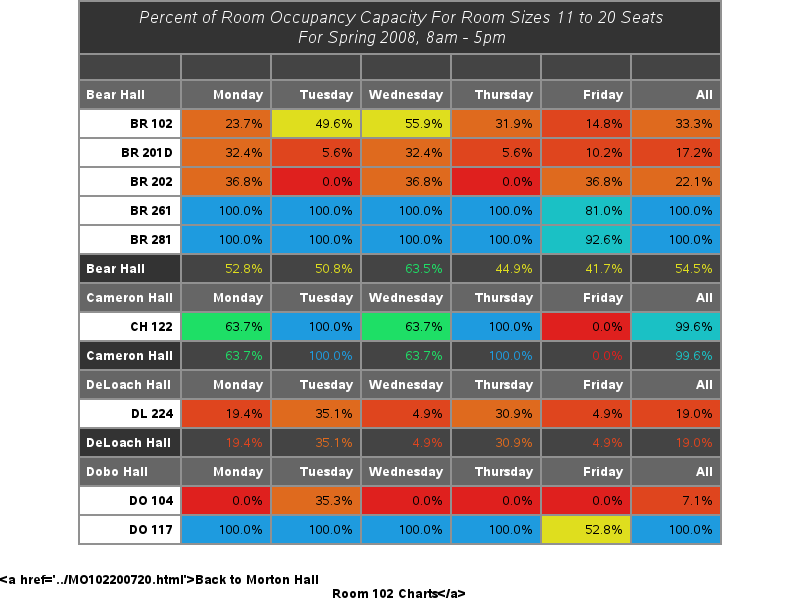 Percent of Room Occupancy Capacity For Room Sizes 11 to 20 Seats
For Spring 2008, 8am - 5pm
Bear Hall Monday Tuesday Wednesday Thursday Friday All
BR 102 23.7% 49.6% 55.9% 31.9% 14.8% 33.3%
BR 201D 32.4% 5.6% 32.4% 5.6% 10.2% 17.2%
BR 202 36.8% 0.0% 36.8% 0.0% 36.8% 22.1%
BR 261 100.0% 100.0% 100.0% 100.0% 81.0% 100.0%
BR 281 100.0% 100.0% 100.0% 100.0% 92.6% 100.0%
Bear Hall 52.8% 50.8% 63.5% 44.9% 41.7% 54.5%
Cameron Hall Monday Tuesday Wednesday Thursday Friday All
CH 122 63.7% 100.0% 63.7% 100.0% 0.0% 99.6%
Cameron Hall 63.7% 100.0% 63.7% 100.0% 0.0% 99.6%
DeLoach Hall Monday Tuesday Wednesday Thursday Friday All
DL 224 19.4% 35.1% 4.9% 30.9% 4.9% 19.0%
DeLoach Hall 19.4% 35.1% 4.9% 30.9% 4.9% 19.0%
Dobo Hall Monday Tuesday Wednesday Thursday Friday All
DO 104 0.0% 35.3% 0.0% 0.0% 0.0% 7.1%
DO 117 100.0% 100.0% 100.0% 100.0% 52.8% 100.0%
<a href='../MO102200720.html'>Back to Morton Hall
Room 102 Charts</a>